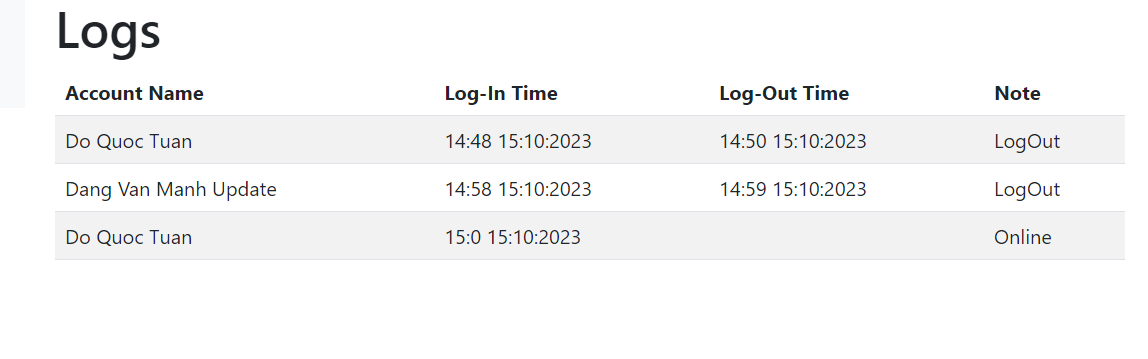 Logs
Account Name Log-In Time Log-Out Time Note
Do Quoc Tuan 14:48 15:10:2023 14:50 15:10:2023 LogOut
Dang Van Manh Update 14:58 15:10:2023 14:59 15:10:2023 LogOut
Do Quoc Tuan 15:0 15:10:2023 Online